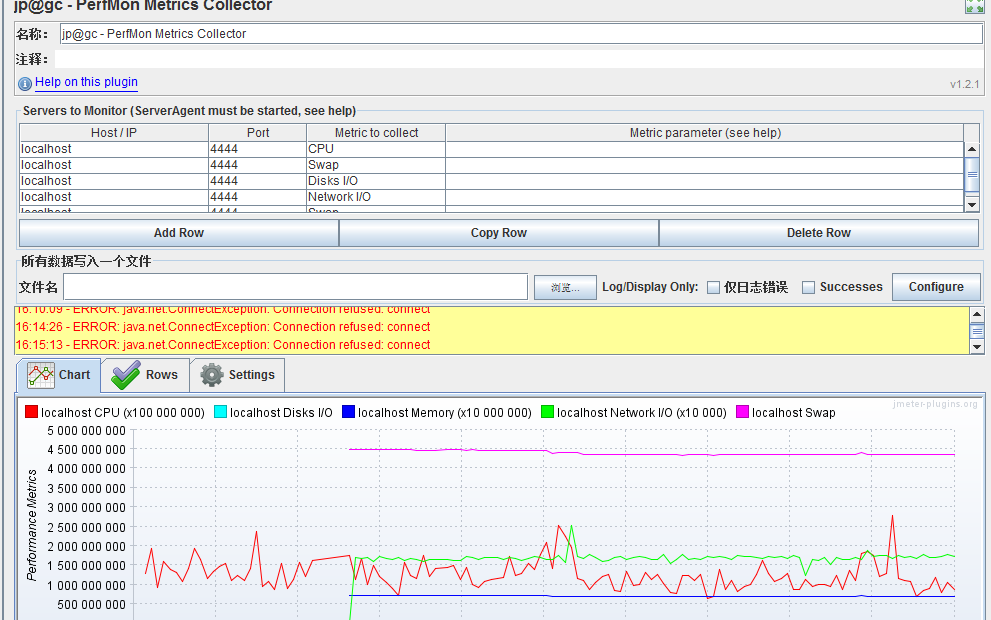 jp@gc - PerfMon Metrics Collector
名称： jp@gc - PerfMon Metrics Collector
注释：
Help on this plugin v1.2.1
Servers to Monitor (ServerAgent must be started, see help)
Host / IP Port Metric to collect Metric parameter (see help)
localhost 4444 CPU
localhost 4444 Swap
localhost 4444 Disks I/O
localhost 4444 Network I/O
localhost 4444 Swap
Add Row Copy Row Delete Row
所有数据写入一个文件
文件名 浏览... Log/Display Only: 仅日志错误 Successes Configure
16:10:09 - ERROR: java.net.ConnectException: Connection refused: connect
16:14:26 - ERROR: java.net.ConnectException: Connection refused: connect
16:15:13 - ERROR: java.net.ConnectException: Connection refused: connect
Chart Rows Settings
jmeter-plugins.org
localhost CPU (x100 000 000) localhost Disks I/O localhost Memory (x10 000 000) localhost Network I/O (x10 000) localhost Swap
Performance Metrics
5 000 000 000
4 500 000 000
4 000 000 000
3 500 000 000
3 000 000 000
2 500 000 000
2 000 000 000
1 500 000 000
1 000 000 000
500 000 000